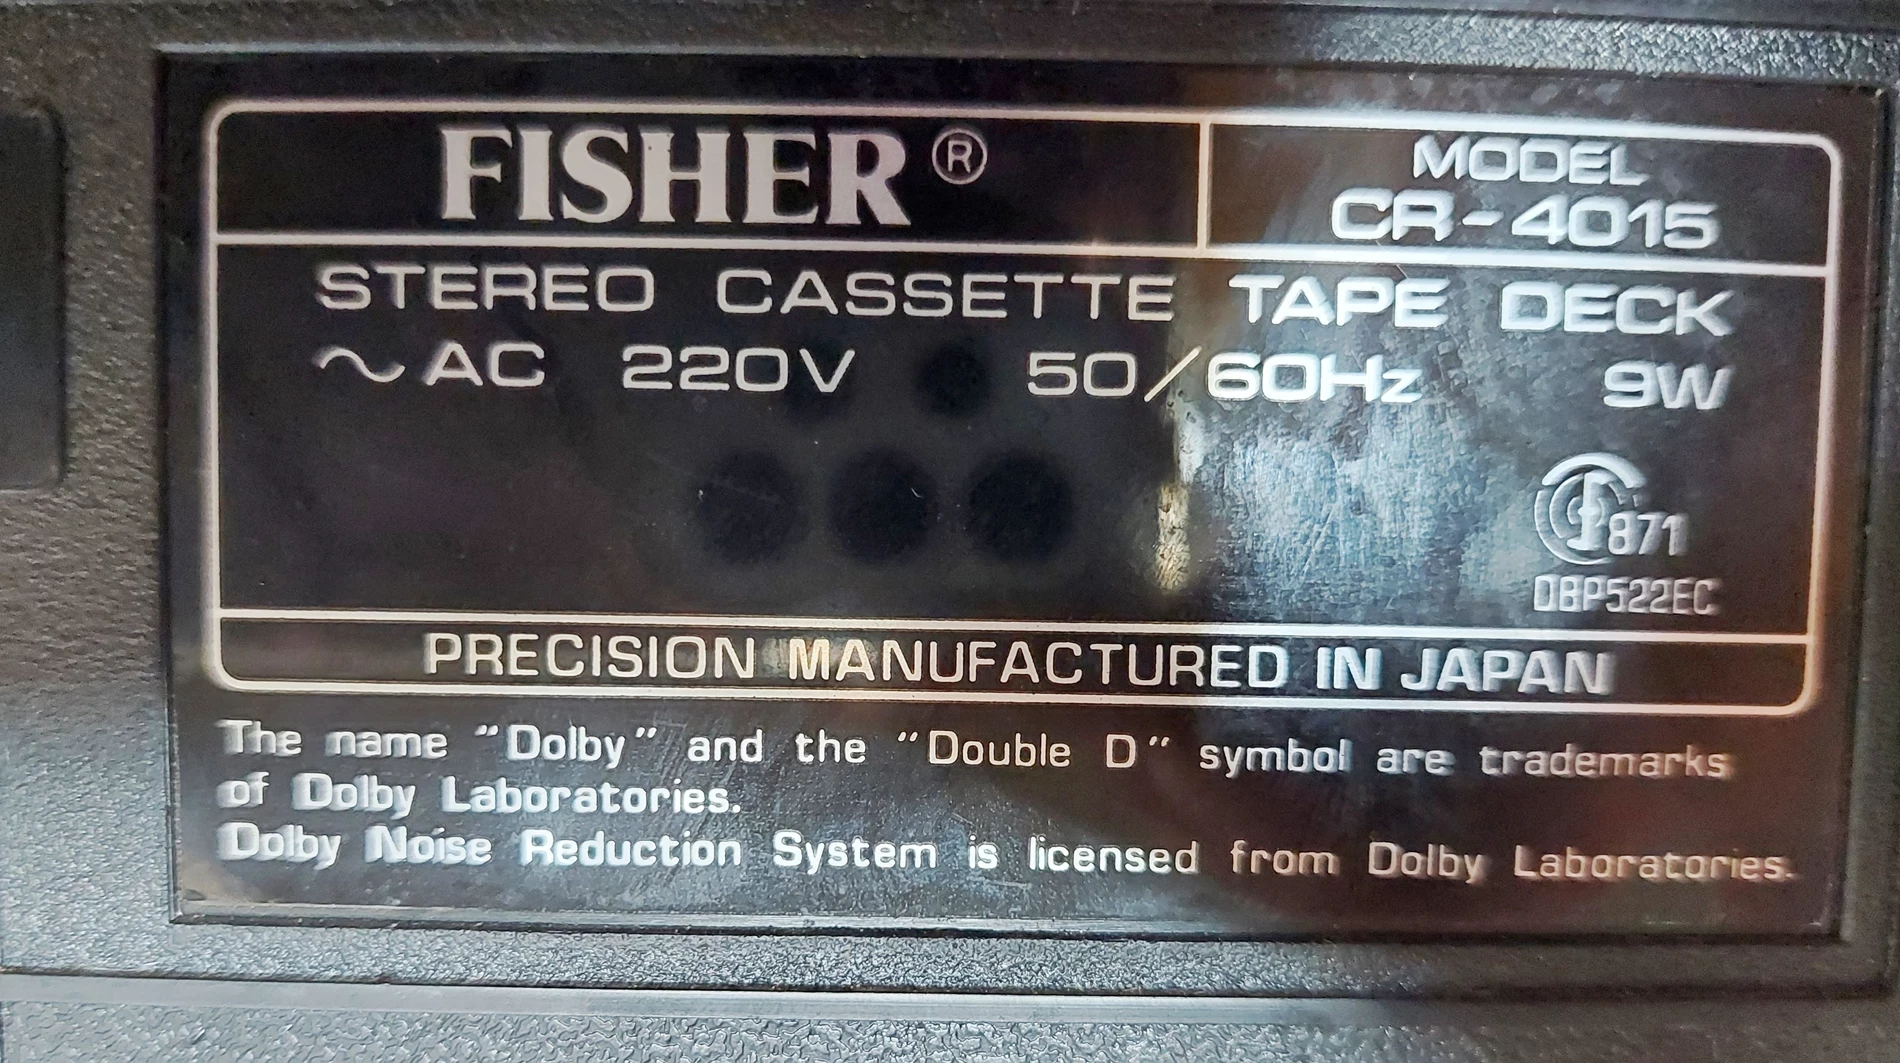 FISHER ®
MODEL
CR-4015
STEREO CASSETTE TAPE DECK
~ AC 220V 50/60Hz 9W
871
DBP522EC
PRECISION MANUFACTURED IN JAPAN
The name "Dolby" and the "Double D" symbol are trademarks
of Dolby Laboratories.
Dolby Noise Reduction System is licensed from Dolby Laboratories.